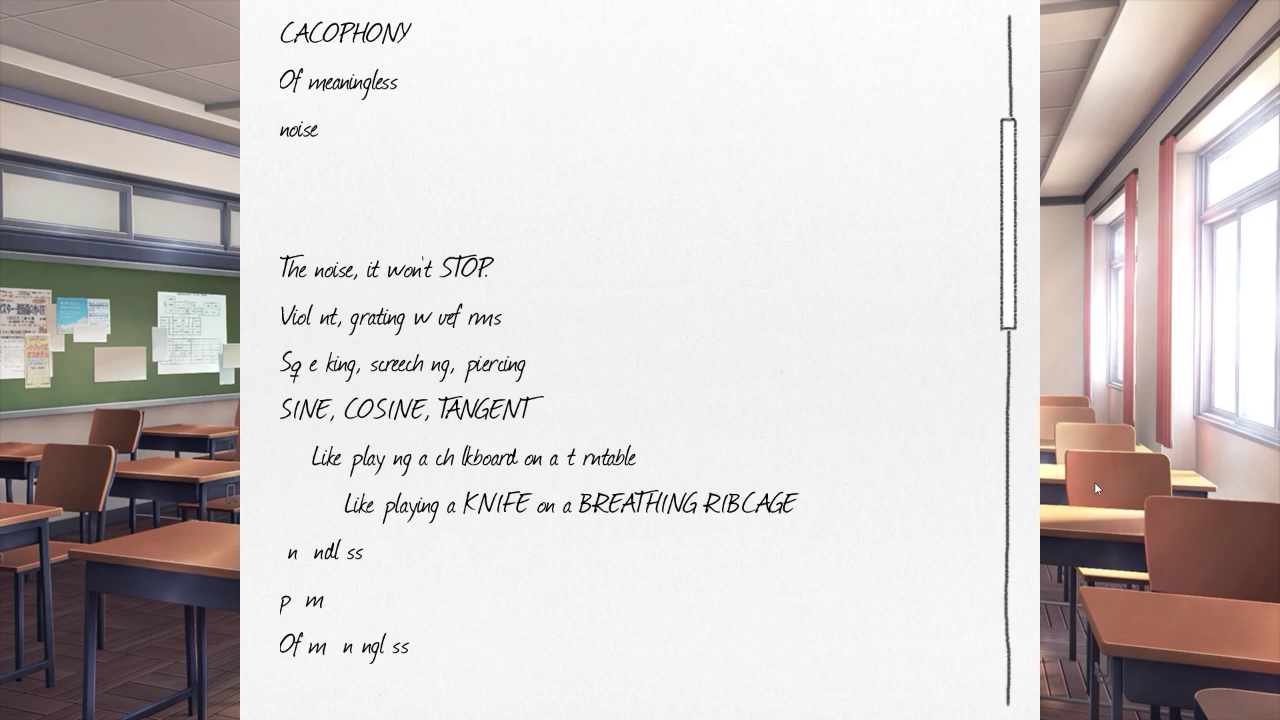 CACOPHONY
Of meaningless
noise
The noise, it won't STOP.
Viol nt, grating w vef rms
Sq e king, screech ng, piercing
SINE, COSINE, TANGENT
Like play ng a ch lkboard on a t rntable
Like playing a KNIFE on a BREATHING RIBCAGE
n ndl ss
p m
Of m n ngl ss